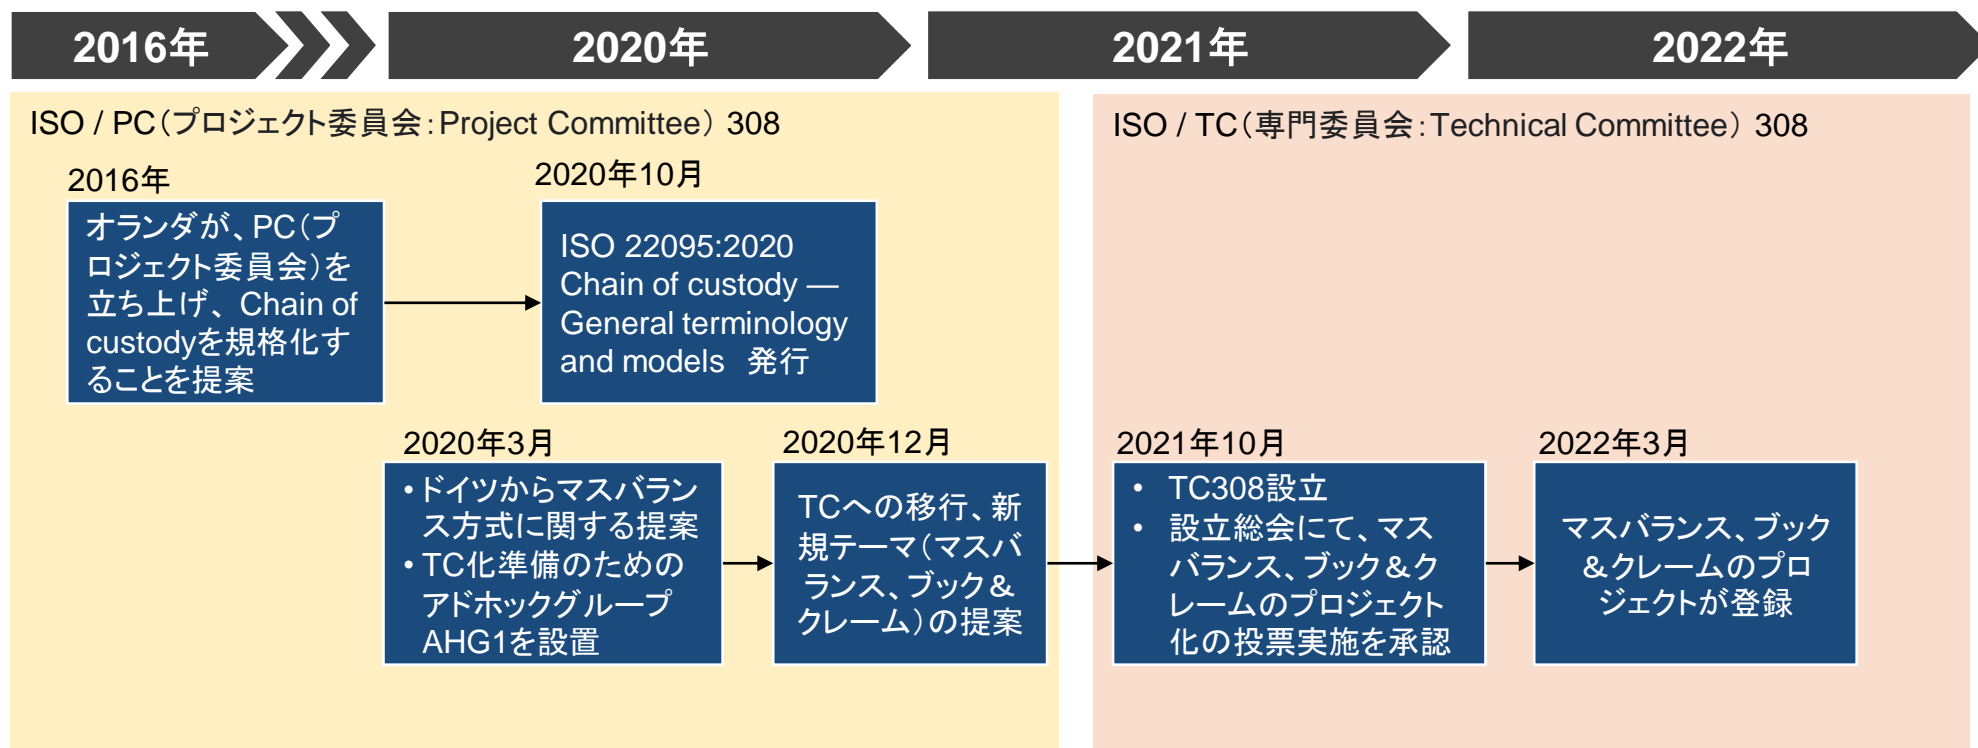 2016年
2020年
2021年
2022年
ISO / PC（プロジェクト委員会：Project Committee） 308
2016年
オランダが、PC（プ
ロジェクト委員会）を
立ち上げ、 Chain of
custodyを規格化す
ることを提案
2020年10月
ISO 22095:2020
Chain of custody —
General terminology
and models　発行
2020年3月
• ドイツからマスバラン
ス方式に関する提案
• TC化準備のための
アドホックグループ
AHG1を設置
2020年12月
TCへの移行、新
規テーマ（マスバ
ランス、ブック＆
クレーム）の提案
ISO / TC（専門委員会：Technical Committee） 308
2021年10月
• TC308設立
• 設立総会にて、マス
バランス、ブック＆ク
レームのプロジェクト
化の投票実施を承認
2022年3月
マスバランス、ブック
＆クレームのプロ
ジェクトが登録